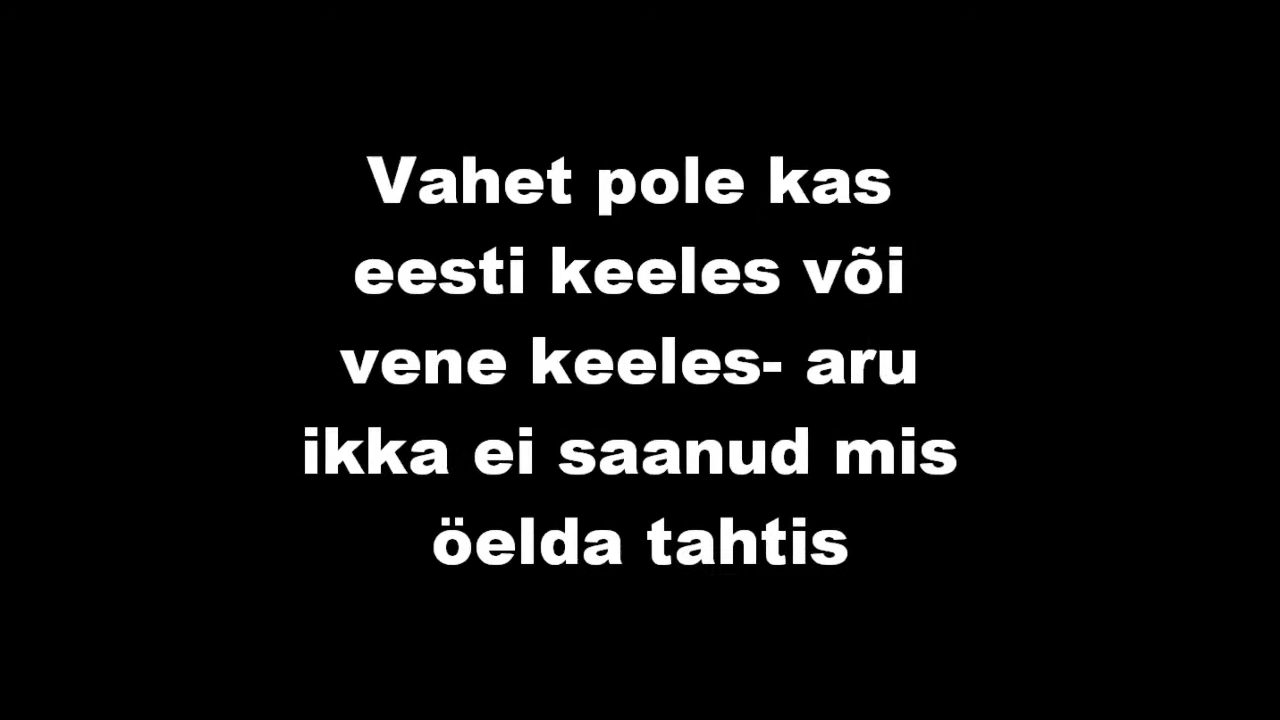 Vahet pole kas
eesti keeles või
vene keeles- aru
ikka ei saanud mis
öelda tahtis